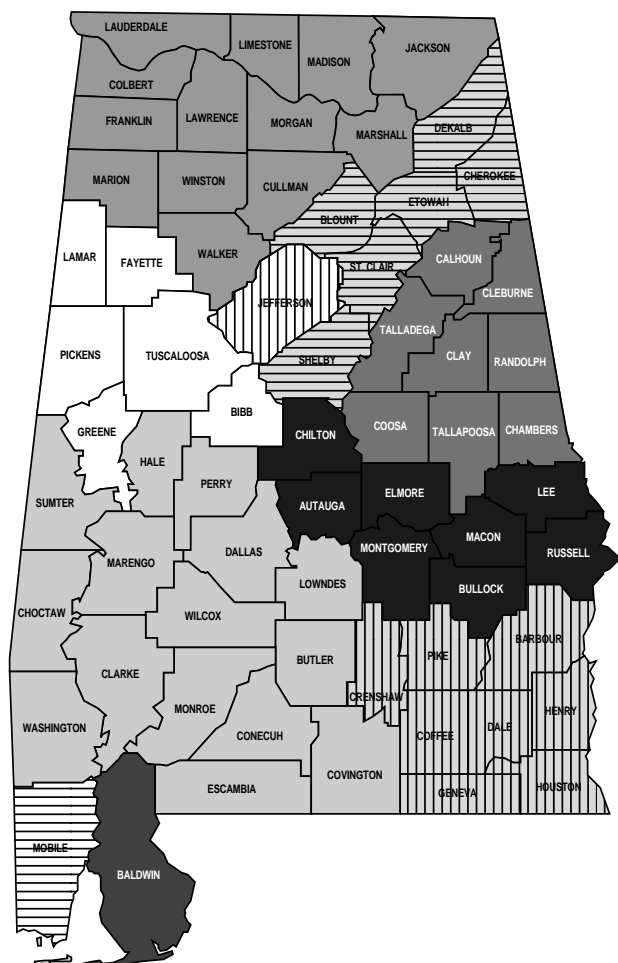 LAUDERDALE
LIMESTONE
MADISON
JACKSON
COLBERT
FRANKLIN
LAWRENCE
MORGAN
MARSHALL
DEKALB
CHEROKEE
MARION
WINSTON
CULLMAN
ETOWAH
BLOUNT
LAMAR
FAYETTE
WALKER
ST. CLAIR
CALHOUN
CLEBURNE
JEFFERSON
TALLADEGA
PICKENS
TUSCALOOSA
SHELBY
CLAY
RANDOLPH
BIBB
GREENE
CHILTON
COOSA
TALLAPOOSA
CHAMBERS
HALE
PERRY
SUMTER
AUTAUGA
ELMORE
LEE
MARENGO
DALLAS
MONTGOMERY
MACON
RUSSELL
LOWNDES
BULLOCK
CHOCTAW
WILCOX
BARBOUR
CLARKE
BUTLER
PIKE
CRENSHAW
WASHINGTON
MONROE
CONECUH
COFFEE
DALE
HENRY
ESCAMBIA
COVINGTON
GENEVA
HOUSTON
MOBILE
BALDWIN